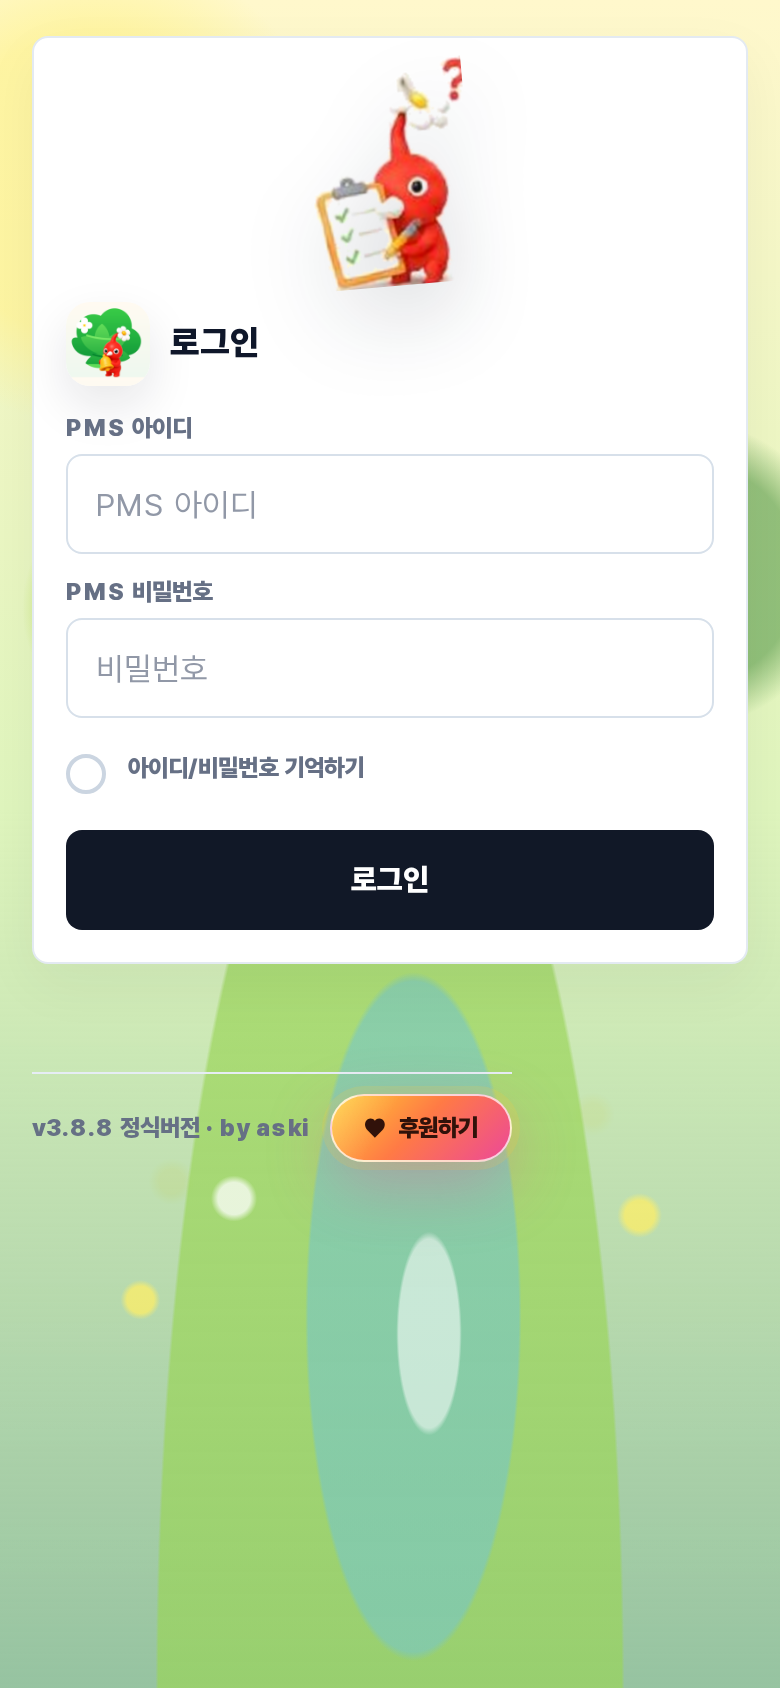 ?
로그인
PMS 아이디
PMS 아이디
PMS 비밀번호
비밀번호
아이디/비밀번호 기억하기
로그인
v3.8.8 정식버전 · by aski
후원하기